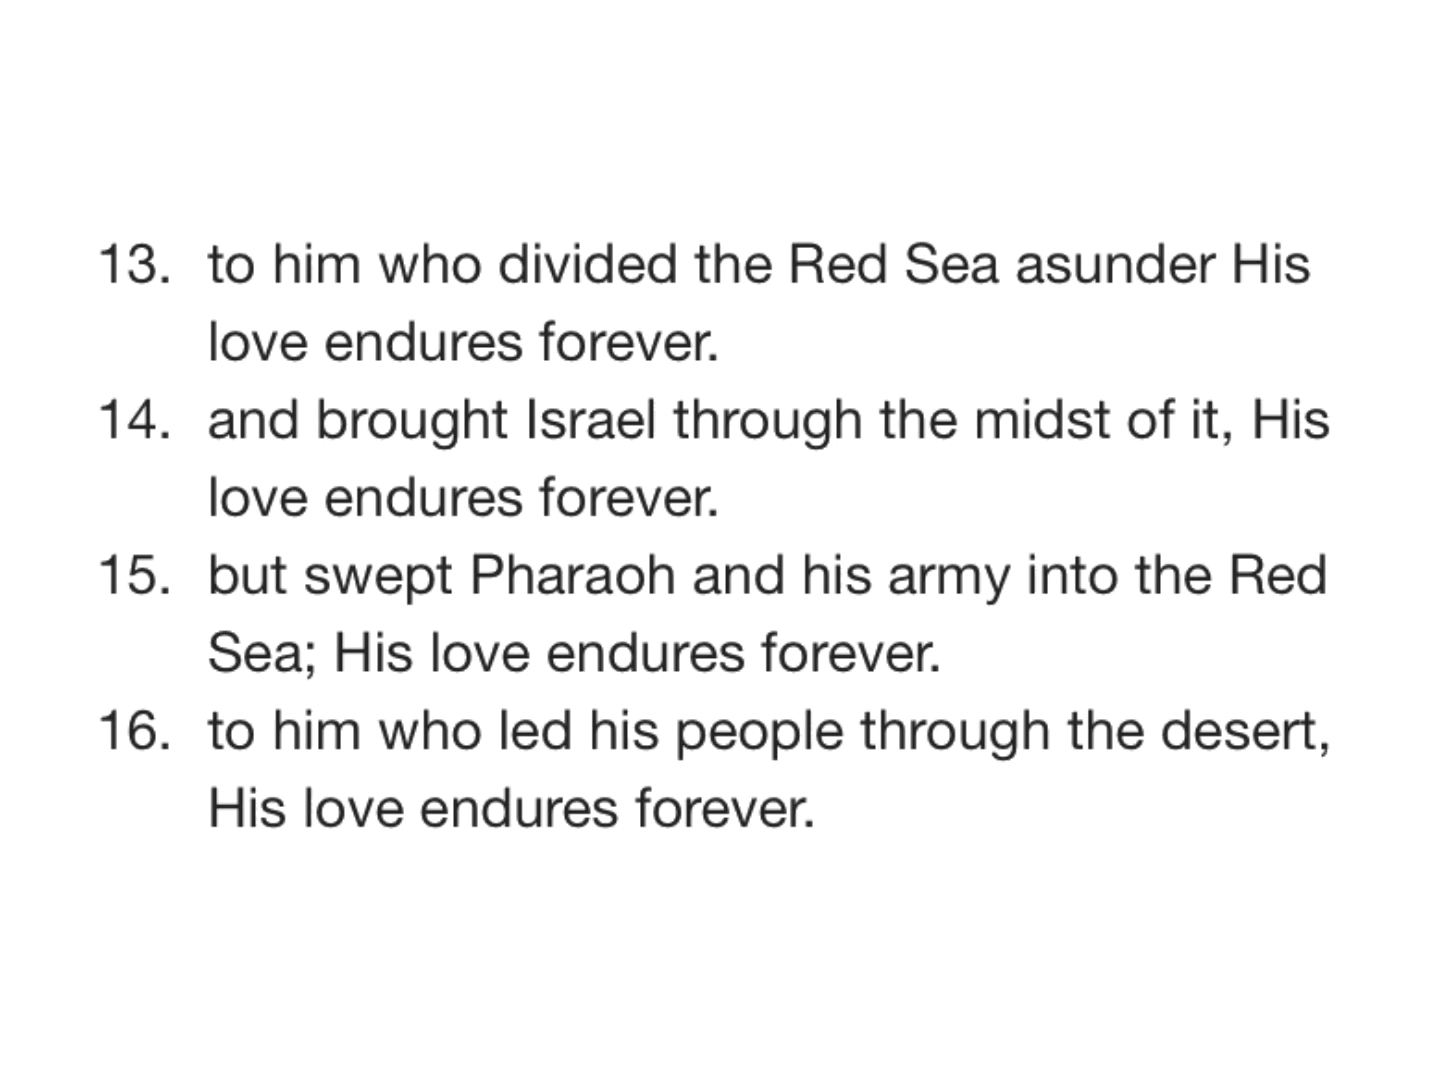 13. to him who divided the Red Sea asunder His
love endures forever.
14. and brought Israel through the midst of it, His
love endures forever.
15. but swept Pharaoh and his army into the Red
Sea; His love endures forever.
16. to him who led his people through the desert,
His love endures forever.